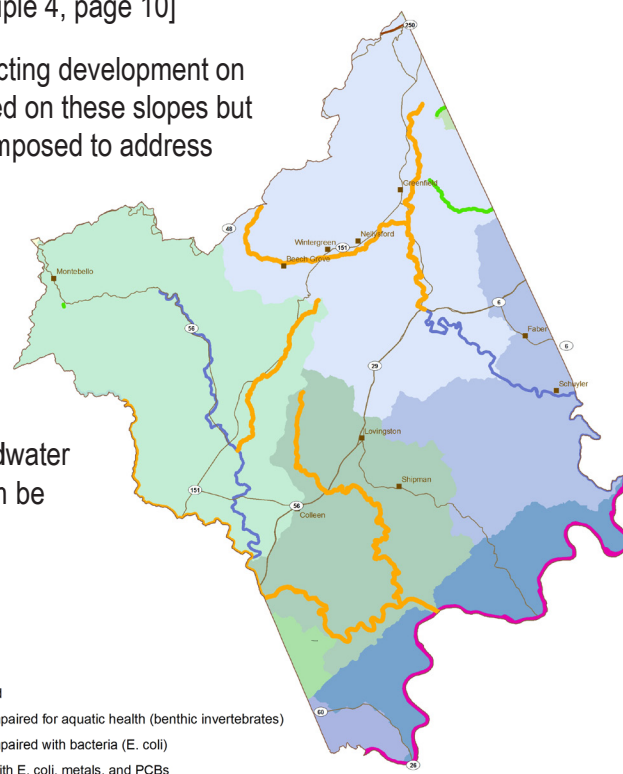 iple 4, page 10]
cting development on
ed on these slopes but
mposed to address
250
Greenfield
48
Nellysford
Wintergreen
151
Beech Grove
Montebello
6
56
Faber
6
29
Schuyler
Lovingston
dwater
n be
Shipman
151
56
Colleen
paired for aquatic health (benthic invertebrates)
60
paired with bacteria (E. coli)
ith E. coli, metals, and PCBs
26